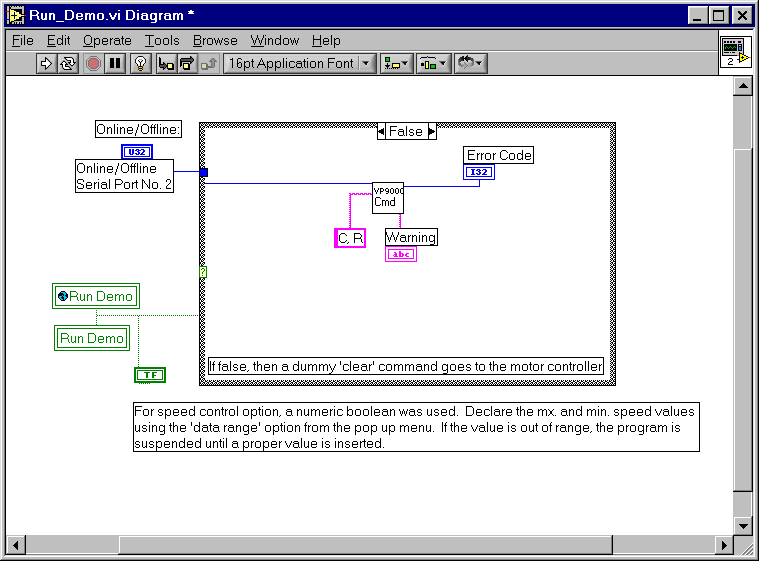 Run_Demo.vi Diagram *
File Edit Operate Tools Browse Window Help
16pt Application Font
2
Online/Offline:
U32
Online/Offline
Serial Port No. 2
False
Error Code
I32
VP9000
Cmd
C, R
Warning
abc
?
Run Demo
Run Demo
TF
If false, then a dummy 'clear' command goes to the motor controller
For speed control option, a numeric boolean was used. Declare the mx. and min. speed values
using the 'data range' option from the pop up menu. If the value is out of range, the program is
suspended until a proper value is inserted.